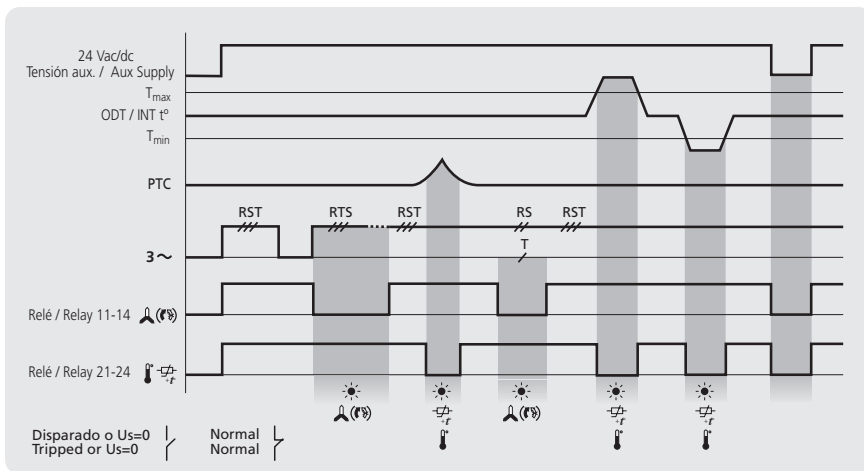 24 Vac/dc
Tensión aux. / Aux Supply
Tmax
ODT / INT tº
Tmin
PTC
RST RTS RST RS RST
T
3~
Relé / Relay 11-14
Relé / Relay 21-24
+t +t +t +t
Disparado o Us=0 Normal
Tripped or Us=0 Normal